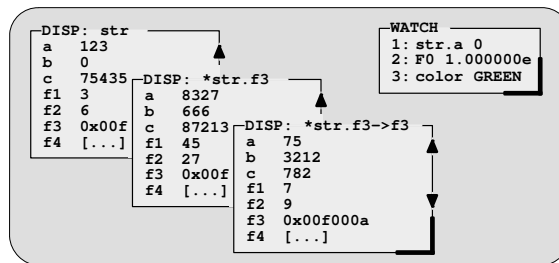 DISP: str
a 123
b 0
c 75435
f1 3
f2 6
f3 0x00f
f4 [...]
DISP: *str.f3
a 8327
b 666
c 87213
f1 45
f2 27
f3 0x00f
f4 [...]
DISP: *str.f3->f3
a 75
b 3212
c 782
f1 7
f2 9
f3 0x00f000a
f4 [...]
WATCH
1: str.a 0
2: F0 1.000000e
3: color GREEN